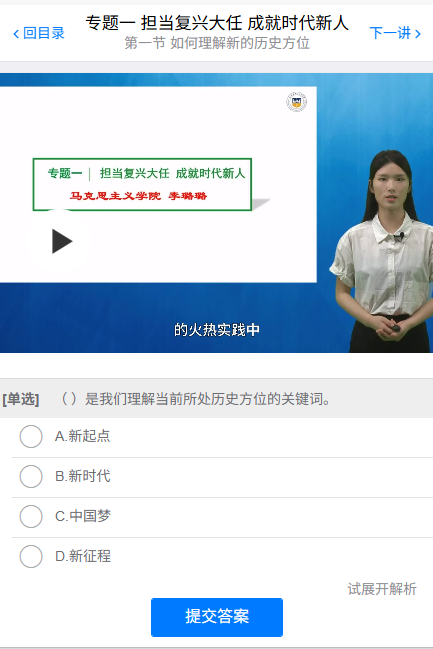 回目录
专题一 担当复兴大任 成就时代新人
第一节 如何理解新的历史方位
下一讲
专题一 | 担当复兴大任 成就时代新人
马克思主义学院 李璐璐
的火热实践中
[单选] （ ）是我们理解当前所处历史方位的关键词。
A.新起点
B.新时代
C.中国梦
D.新征程
试展开解析
提交答案